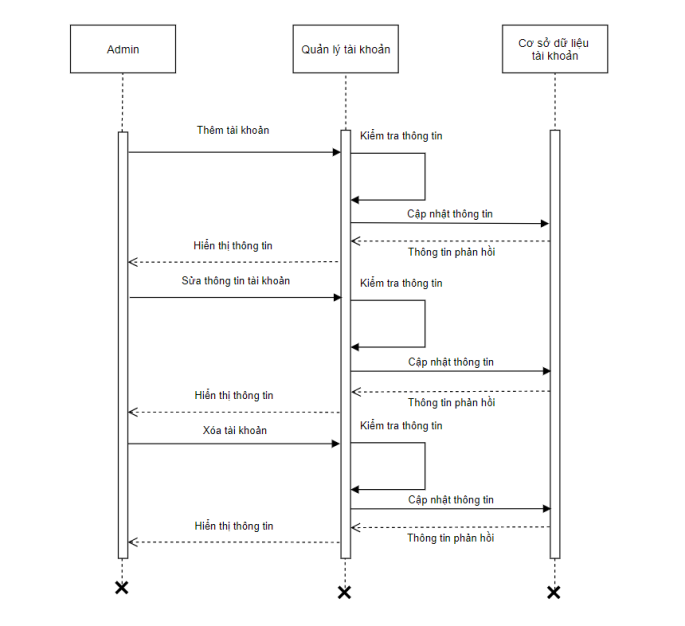 Admin
Quản lý tài khoản
Cơ sở dữ liệu
tài khoản
Thêm tài khoản
Kiểm tra thông tin
Cập nhật thông tin
Hiển thị thông tin
Thông tin phản hồi
Sửa thông tin tài khoản
Kiểm tra thông tin
Cập nhật thông tin
Hiển thị thông tin
Thông tin phản hồi
Xóa tài khoản
Kiểm tra thông tin
Cập nhật thông tin
Hiển thị thông tin
Thông tin phản hồi